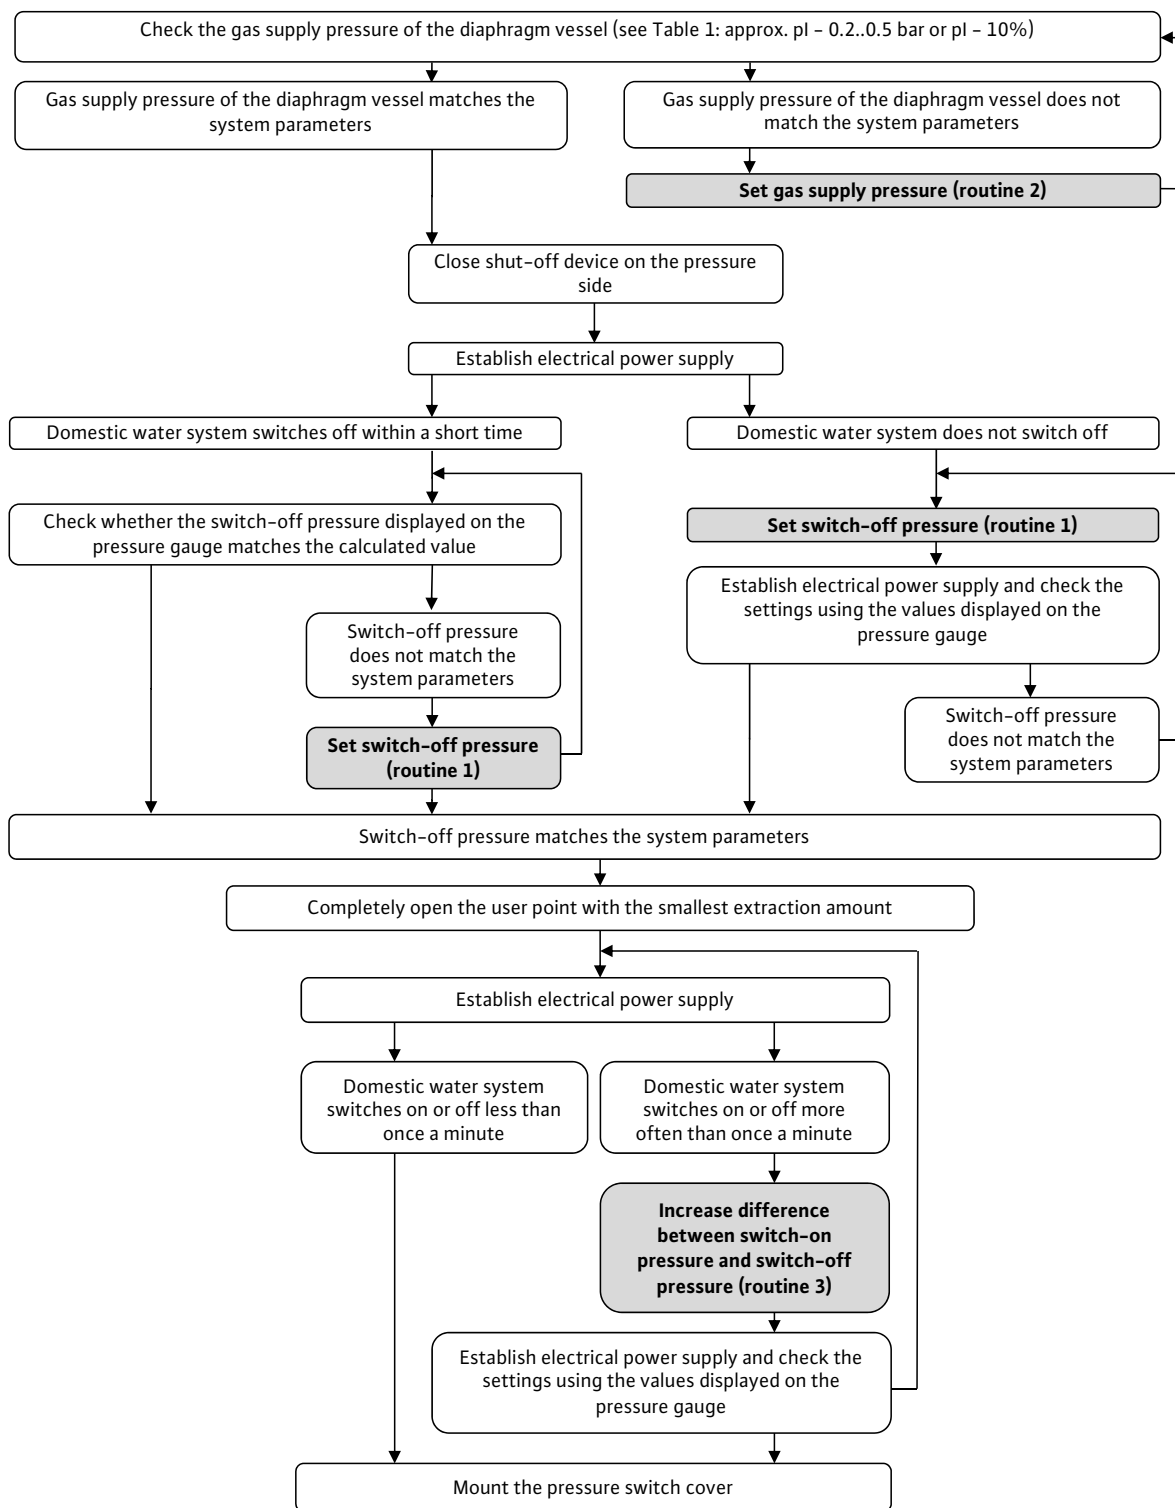 Check the gas supply pressure of the diaphragm vessel (see Table 1: approx. pI – 0.2..0.5 bar or pI – 10%)
Gas supply pressure of the diaphragm vessel matches the
system parameters
Gas supply pressure of the diaphragm vessel does not
match the system parameters
Set gas supply pressure (routine 2)
Close shut-off device on the pressure
side
Establish electrical power supply
Domestic water system switches off within a short time
Domestic water system does not switch off
Check whether the switch-off pressure displayed on the
pressure gauge matches the calculated value
Set switch-off pressure (routine 1)
Establish electrical power supply and check the
settings using the values displayed on the
pressure gauge
Switch-off pressure
does not match the
system parameters
Switch-off pressure
does not match the
system parameters
Set switch-off pressure
(routine 1)
Switch-off pressure matches the system parameters
Completely open the user point with the smallest extraction amount
Establish electrical power supply
Domestic water system
switches on or off less than
once a minute
Domestic water system
switches on or off more
often than once a minute
Increase difference
between switch-on
pressure and switch-off
pressure (routine 3)
Establish electrical power supply and check the
settings using the values displayed on the
pressure gauge
Mount the pressure switch cover